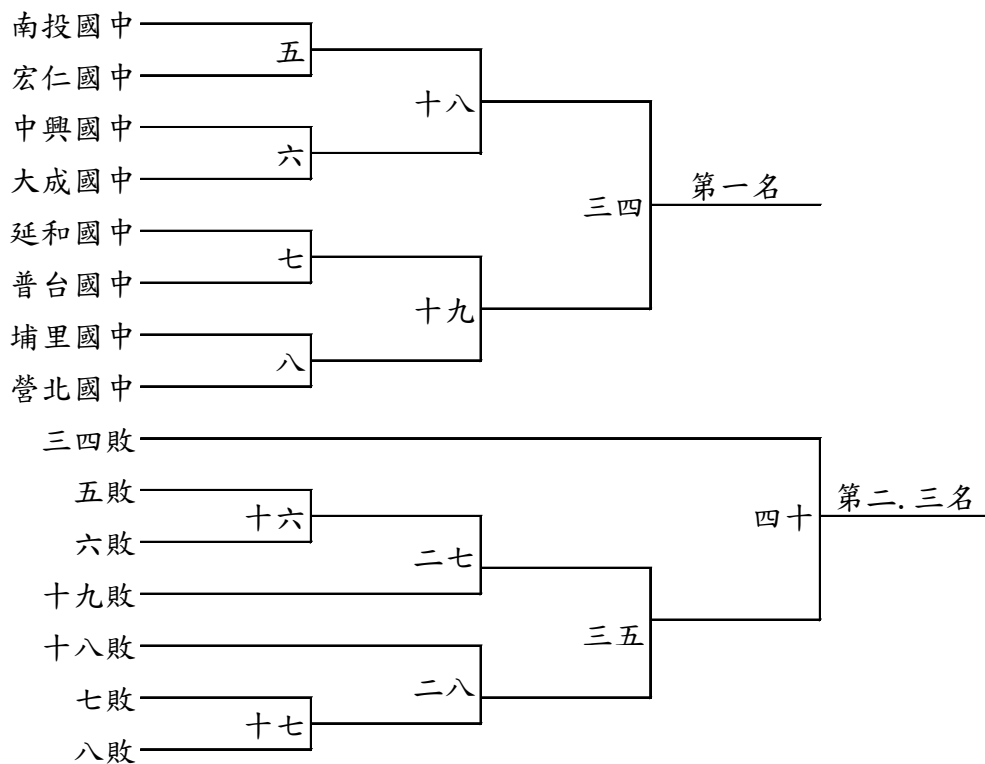 南投國中
五
宏仁國中
十八
中興國中
六
大成國中
三四
第一名
延和國中
七
普台國中
十九
埔里國中
八
營北國中
三四敗
五敗
十六
六敗
二七
十九敗
四十
第二.三名
三五
十八敗
二八
七敗
十七
八敗